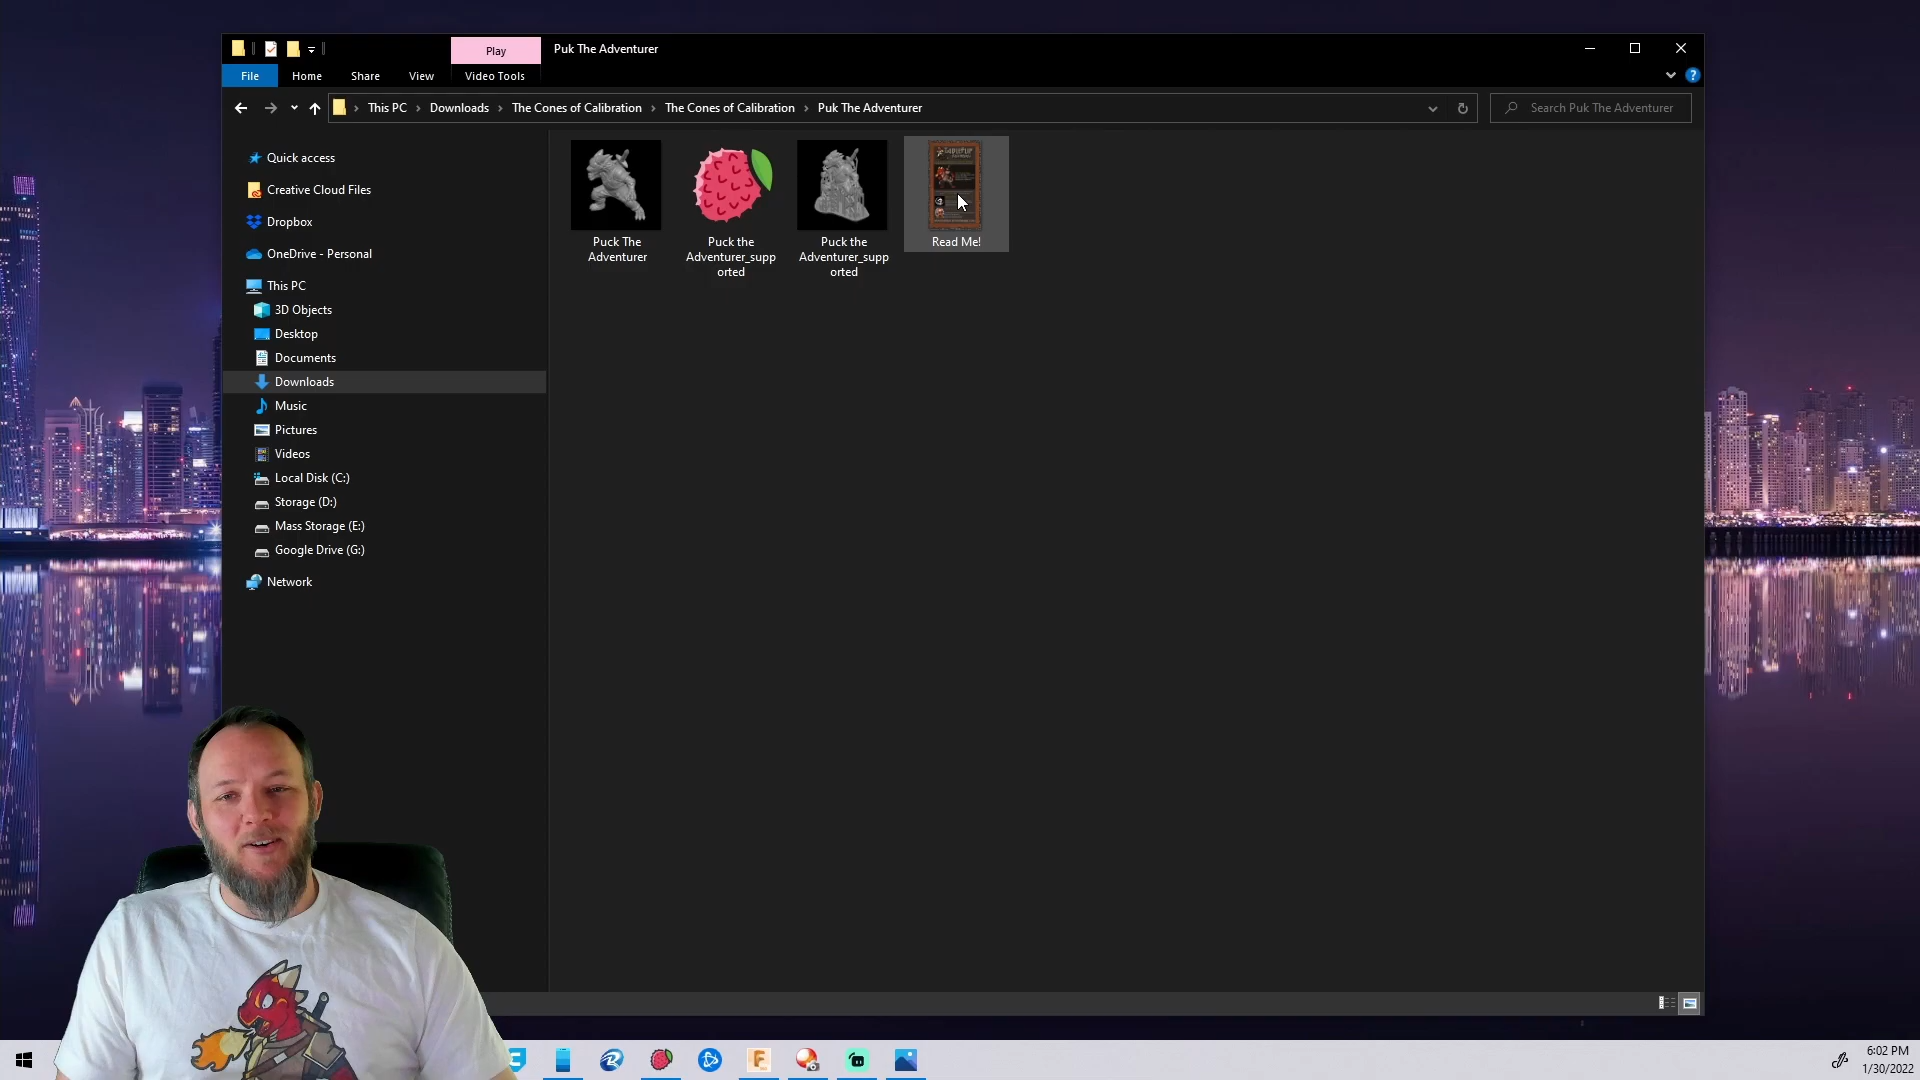 Play
Puk The Adventurer
File
Home
Share
View
Video Tools
This PC
Downloads
The Cones of Calibration
The Cones of Calibration
Puk The Adventurer
Search Puk The Adventurer
Quick access
Creative Cloud Files
Dropbox
OneDrive - Personal
This PC
3D Objects
Desktop
Documents
Downloads
Music
Pictures
Videos
Local Disk (C:)
Storage (D:)
Mass Storage (E:)
Google Drive (G:)
Network
Puck The
Adventurer
Puck the
Adventurer_supp
orted
Puck the
Adventurer_supp
orted
Read Me!
6:02 PM
1/30/2022